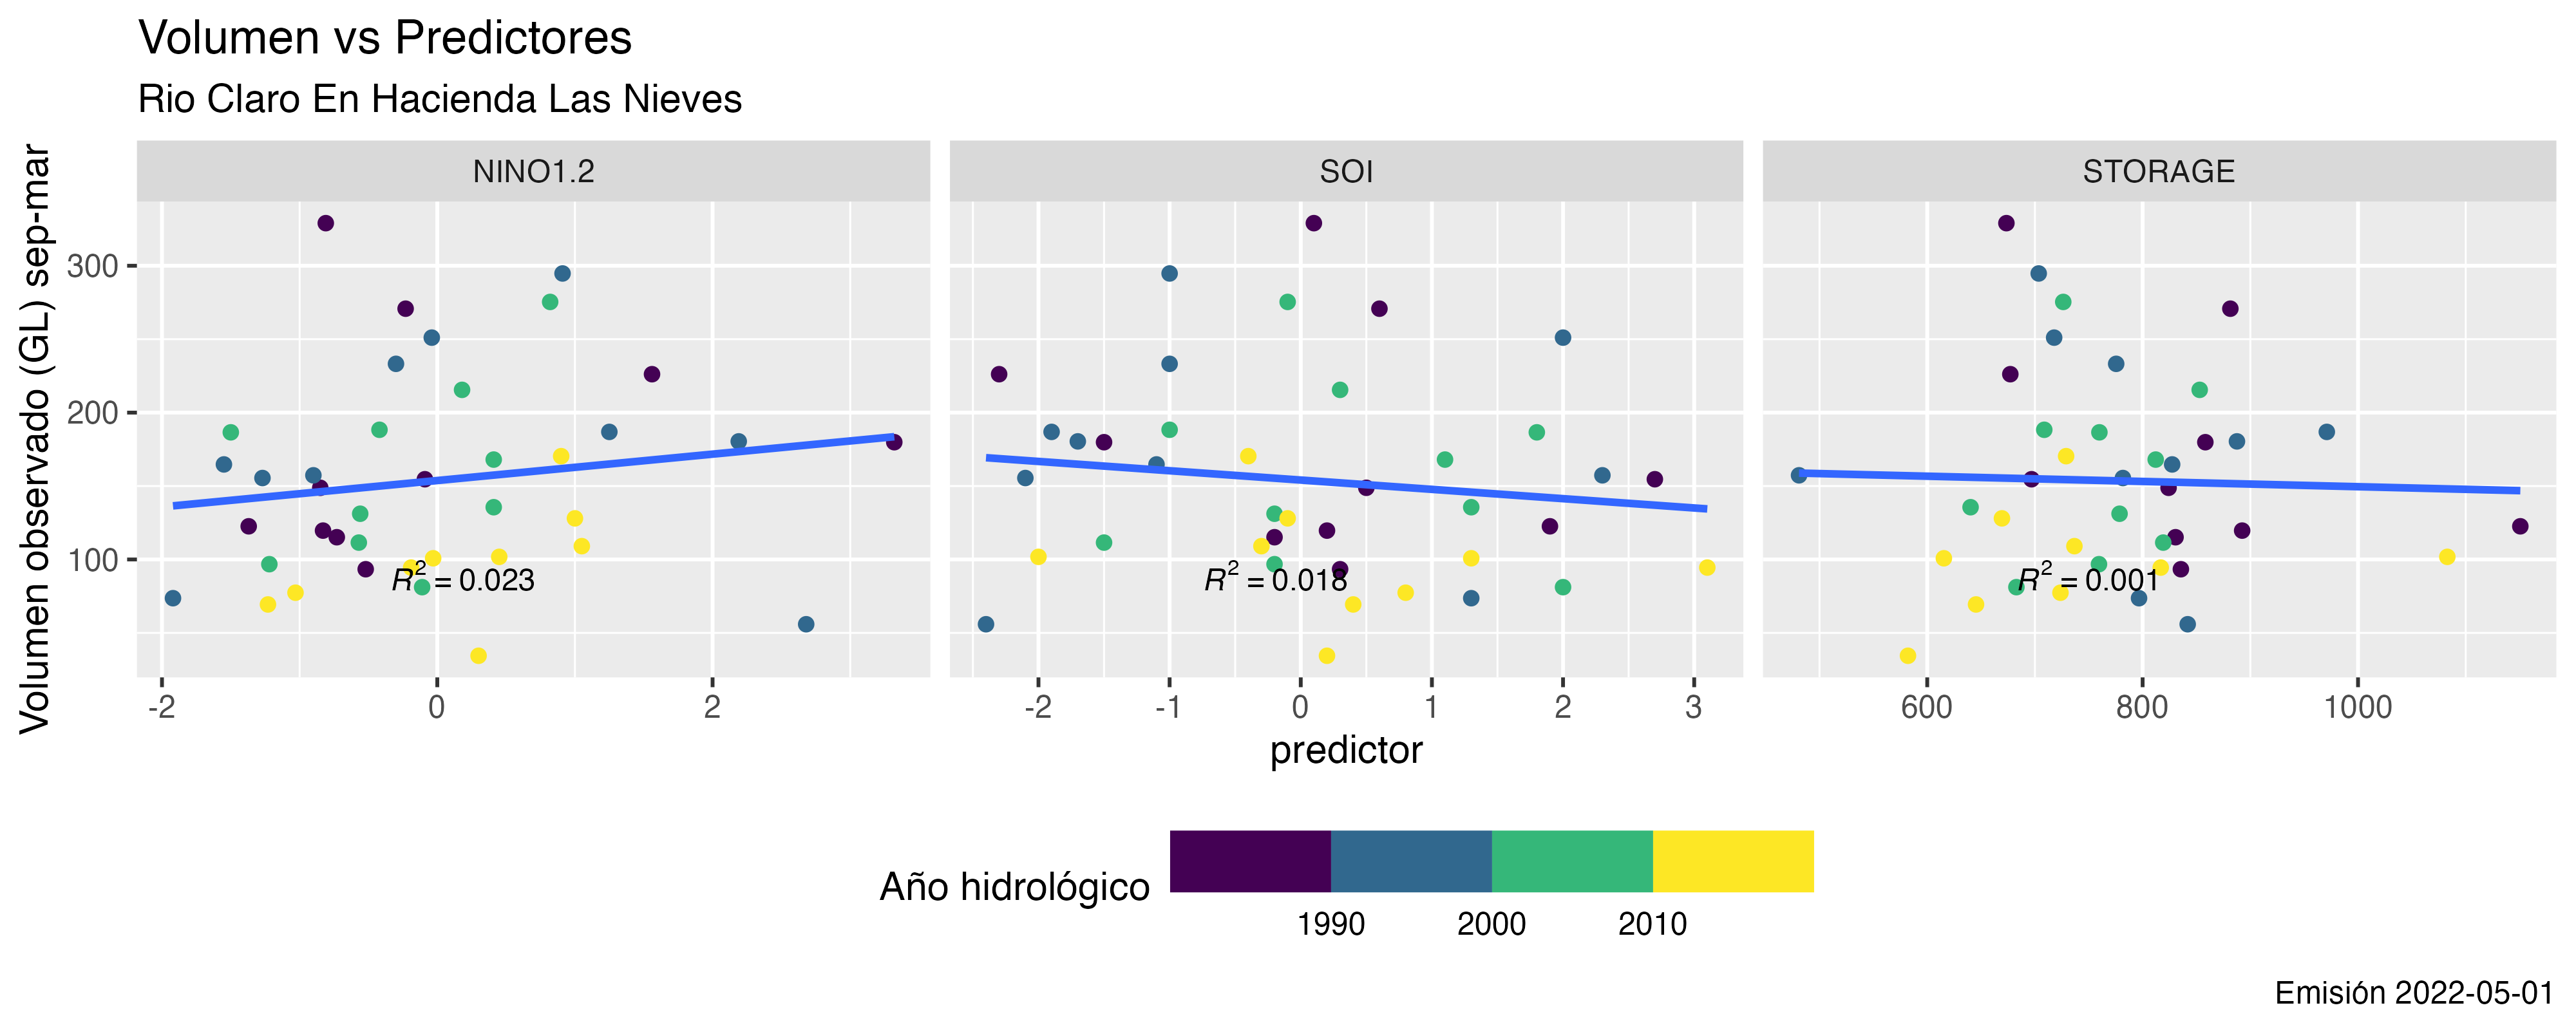 Volumen vs Predictores
Rio Claro En Hacienda Las Nieves
Volumen observado (GL) sep-mar
NINO1.2 SOI STORAGE
300
200
100
R² = 0.023 R² = 0.018 R² = 0.001
-2 0 2 -2 -1 0 1 2 3 600 800 1000
predictor
Año hidrológico
1990 2000 2010
Emisión 2022-05-01